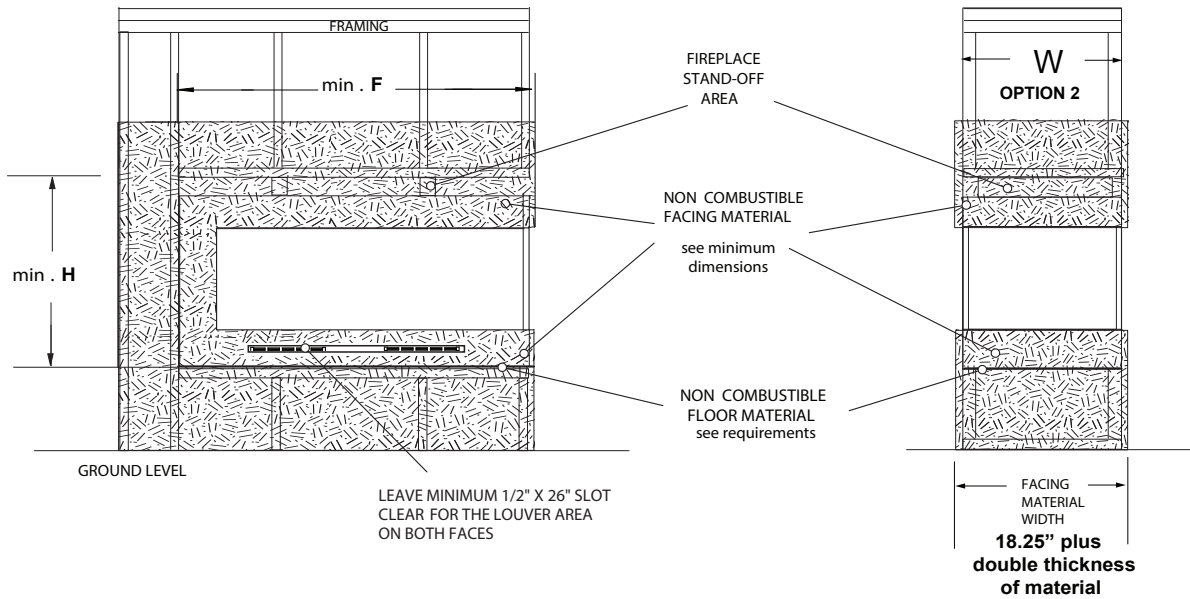 FRAMING
min . F
FIREPLACE
STAND-OFF
AREA
W
OPTION 2
min . H
NON COMBUSTIBLE
FACING MATERIAL
see minimum
dimensions
NON COMBUSTIBLE
FLOOR MATERIAL
see requirements
GROUND LEVEL
LEAVE MINIMUM 1/2" X 26" SLOT
CLEAR FOR THE LOUVER AREA
ON BOTH FACES
FACING
MATERIAL
WIDTH
18.25” plus
double thickness
of material